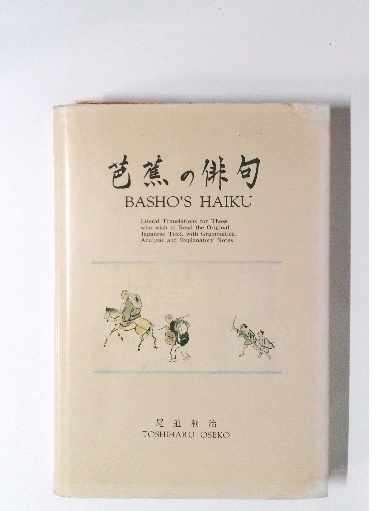 芭蕉の俳句
BASHO'S HAIKU
Literal Translations for Those
who wish to Read the Original
Japanese Text, with Grammatical
Analysis and Explanatory Notes
尾迫利治
TOSHIHARU OSEKO